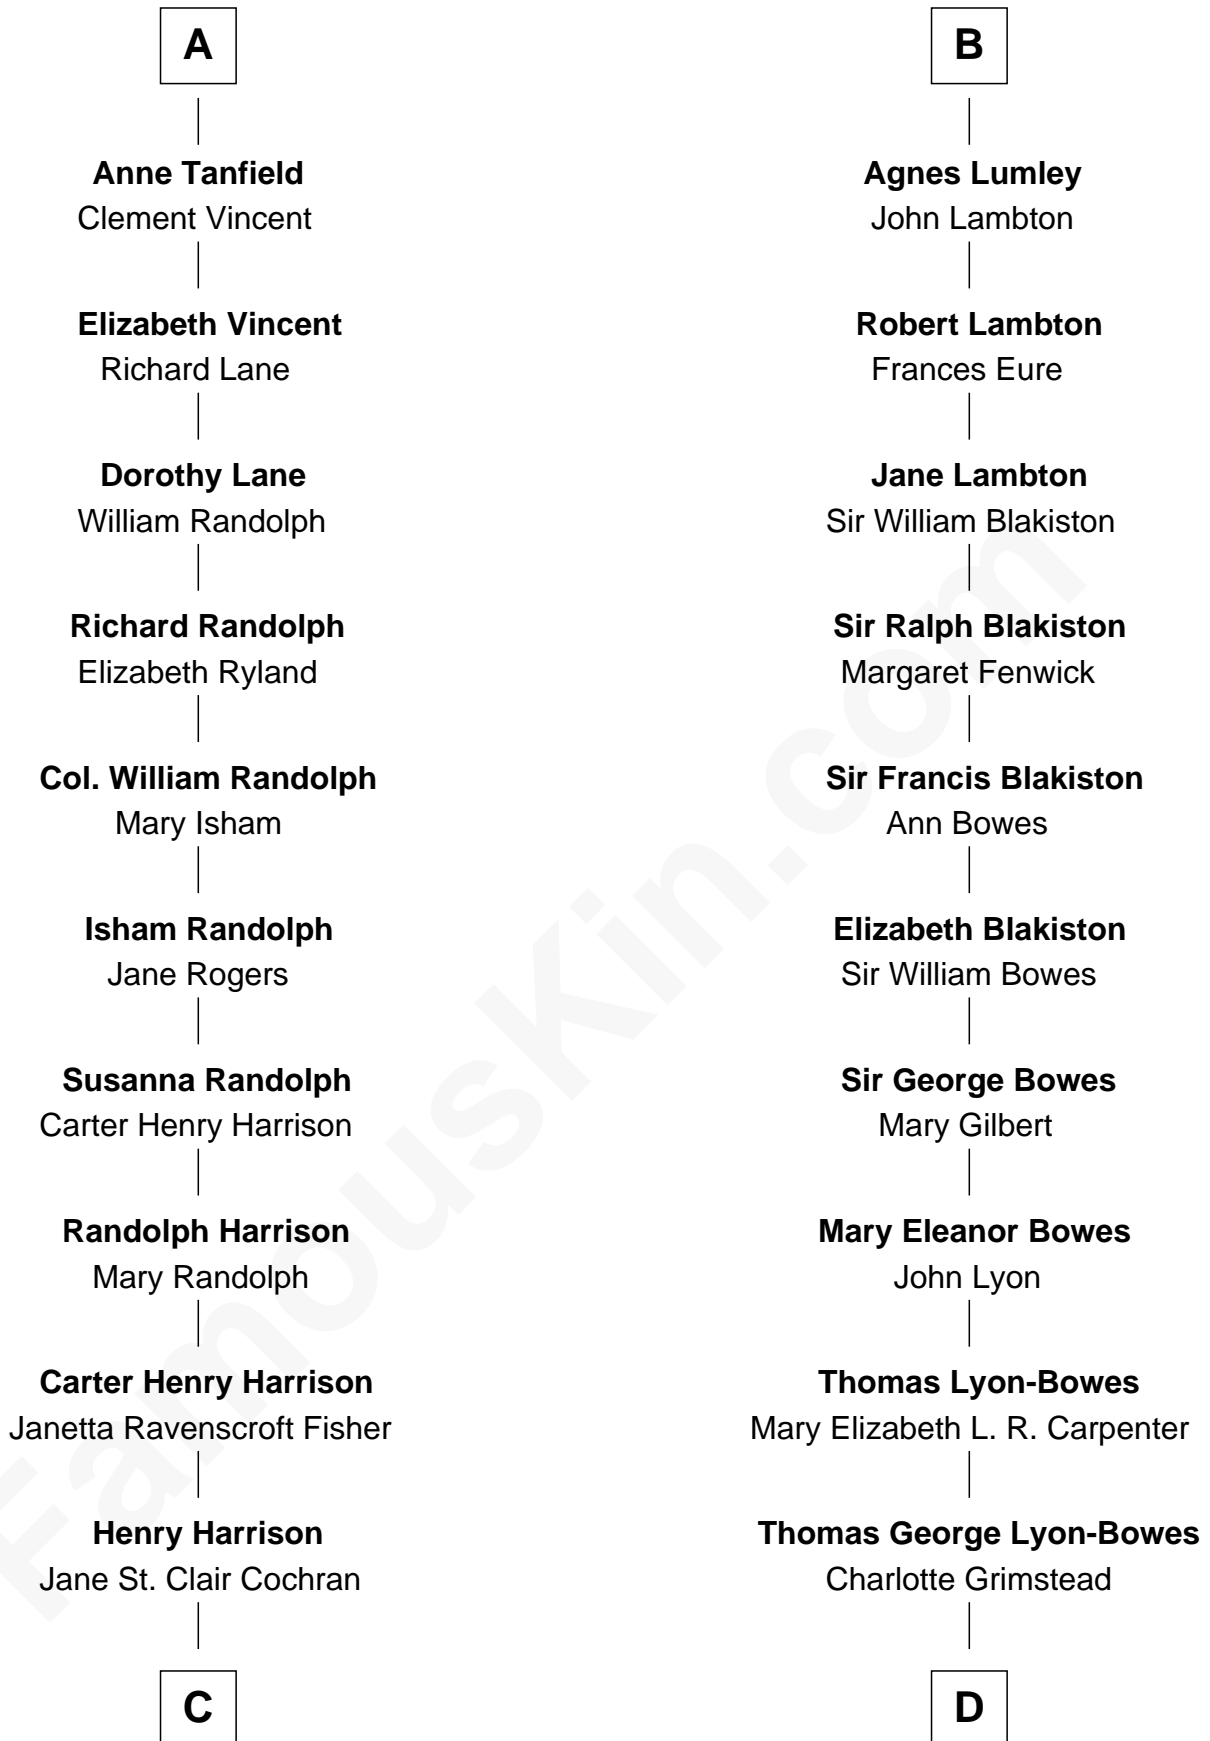 A
Anne Tanfield
Clement Vincent
Elizabeth Vincent
Richard Lane
Dorothy Lane
William Randolph
Richard Randolph
Elizabeth Ryland
Col. William Randolph
Mary Isham
Isham Randolph
Jane Rogers
Susanna Randolph
Carter Henry Harrison
Randolph Harrison
Mary Randolph
Carter Henry Harrison
Janetta Ravenscroft Fisher
Henry Harrison
Jane St. Clair Cochran
C
B
Agnes Lumley
John Lambton
Robert Lambton
Frances Eure
Jane Lambton
Sir William Blakiston
Sir Ralph Blakiston
Margaret Fenwick
Sir Francis Blakiston
Ann Bowes
Elizabeth Blakiston
Sir William Bowes
Sir George Bowes
Mary Gilbert
Mary Eleanor Bowes
John Lyon
Thomas Lyon-Bowes
Mary Elizabeth L. R. Carpenter
Thomas George Lyon-Bowes
Charlotte Grimstead
D
FamousKin.com